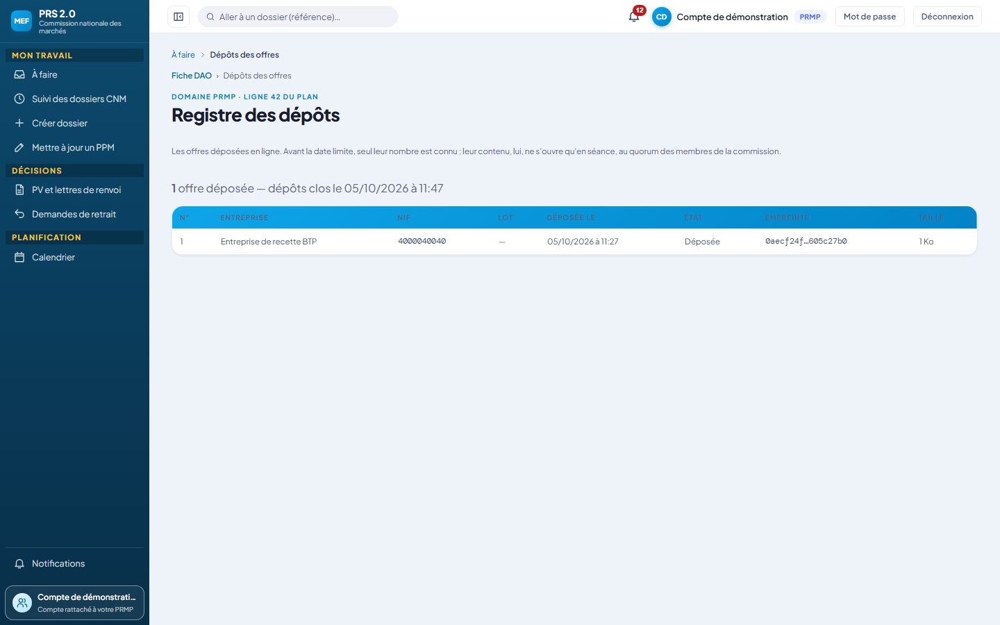 MEF
PRS 2.0
Commission nationale des
marchés
MON TRAVAIL
À faire
Suivi des dossiers CNM
Créer dossier
Mettre à jour un PPM
DÉCISIONS
PV et lettres de renvoi
Demandes de retrait
PLANIFICATION
Calendrier
Notifications
Compte de démonstrati...
Compte rattaché à votre PRMP
Aller à un dossier (référence)...
12
CD
Compte de démonstration
PRMP
Mot de passe
Déconnexion
À faire > Dépôts des offres
Fiche DAO › Dépôts des offres
DOMAINE PRMP · LIGNE 42 DU PLAN
Registre des dépôts
Les offres déposées en ligne. Avant la date limite, seul leur nombre est connu ; leur contenu, lui, ne s'ouvre qu'en séance, au quorum des membres de la commission.
1 offre déposée — dépôts clos le 05/10/2026 à 11:47
N° ENTREPRISE NIF LOT DÉPOSÉE LE ÉTAT EMPREINTE TAILLE
1 Entreprise de recette BTP 4000040040 — 05/10/2026 à 11:27 Déposée 0aecf24f…605c27b0 1 Ko